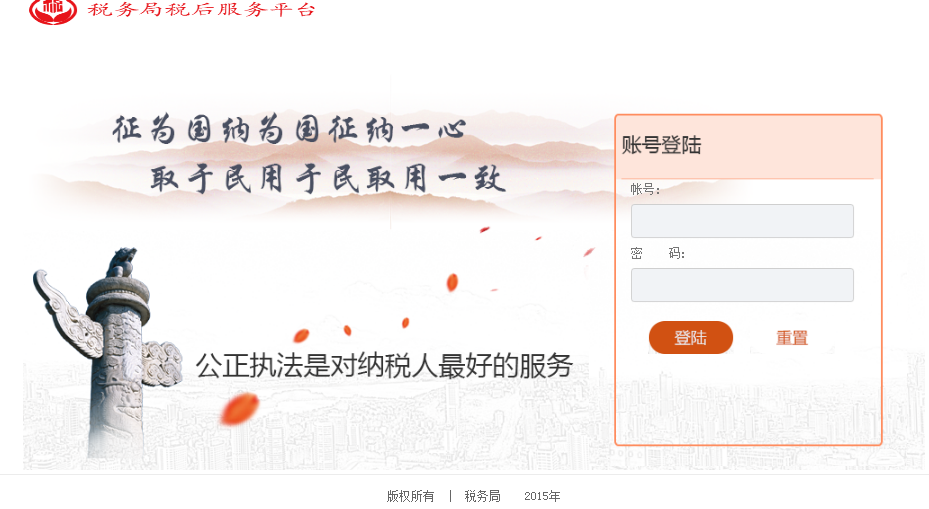 税务局税后服务平台
征为国纳为国征纳一心
取于民用于民取用一致
账号登陆
帐号:
密 码:
登陆 重置
公正执法是对纳税人最好的服务
版权所有 | 税务局 2015年